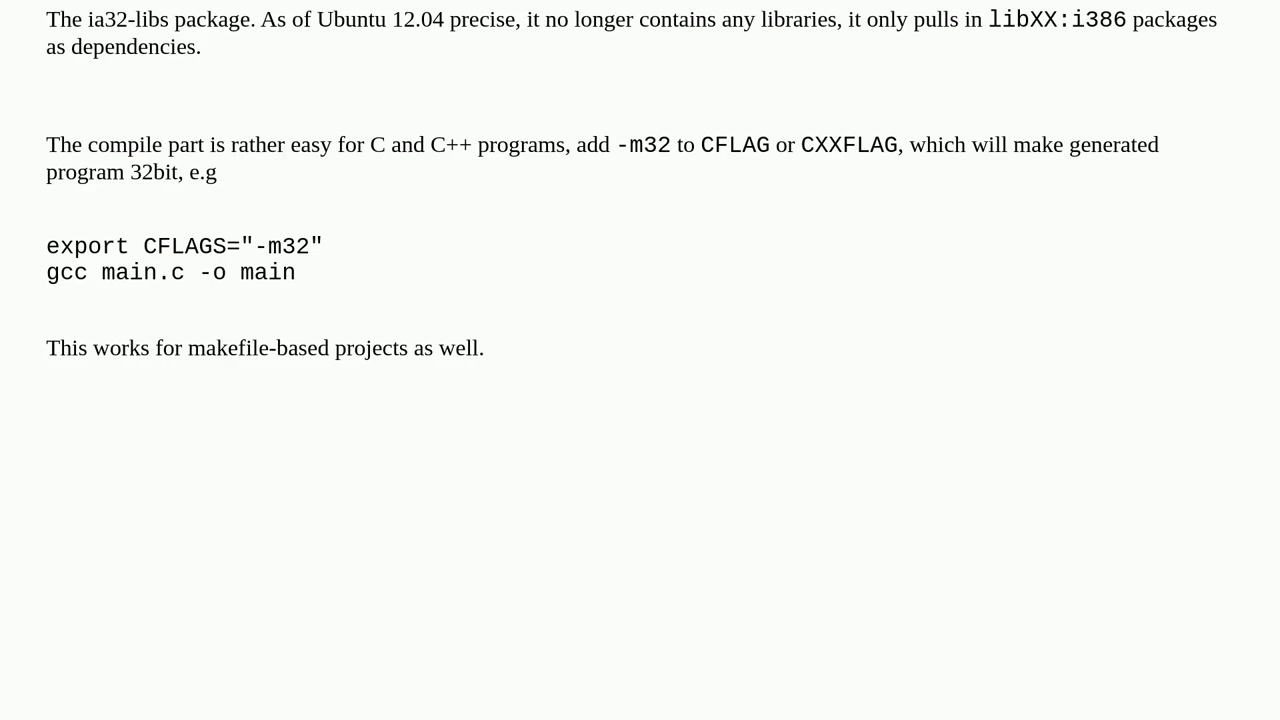 The ia32-libs package. As of Ubuntu 12.04 precise, it no longer contains any libraries, it only pulls in libXX:i386 packages
as dependencies.
The compile part is rather easy for C and C++ programs, add -m32 to CFLAG or CXXFLAG, which will make generated
program 32bit, e.g
export CFLAGS="-m32"
gcc main.c -o main
This works for makefile-based projects as well.